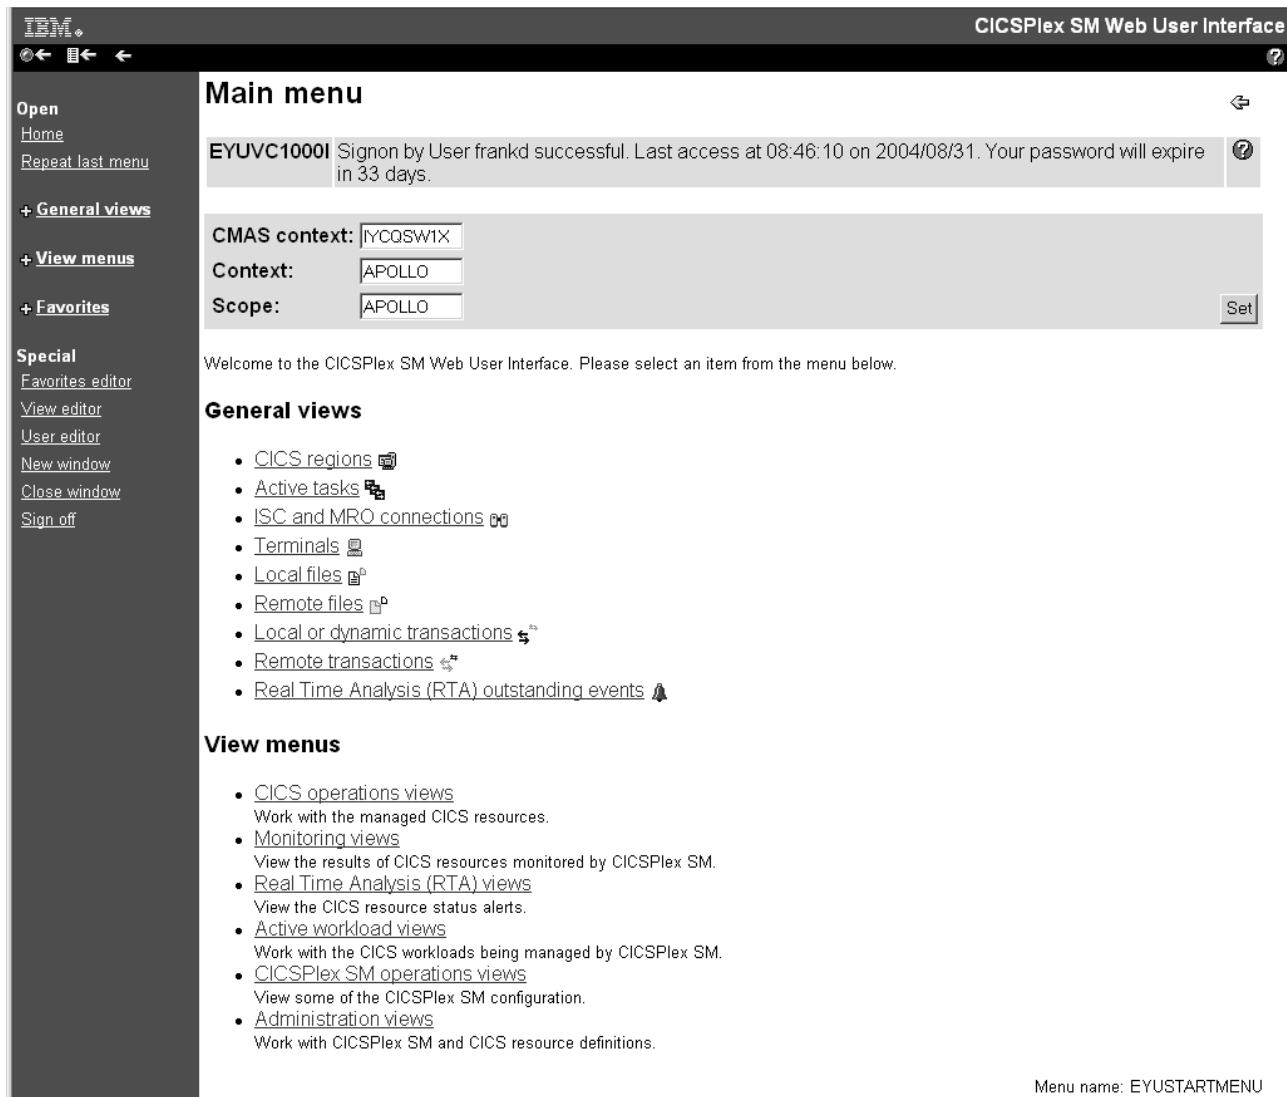 IBM.
CICSPlex SM Web User Interface
Main menu
Open
Home
Repeat last menu
+ General views
+ View menus
+ Favorites
Special
Favorites editor
View editor
User editor
New window
Close window
Sign off
EYUVC1000I Signon by User frankd successful. Last access at 08:46:10 on 2004/08/31. Your password will expire
in 33 days.
CMAS context: IYCQSW1X
Context: APOLLO
Scope: APOLLO
Set
Welcome to the CICSPlex SM Web User Interface. Please select an item from the menu below.
General views
• CICS regions
• Active tasks
• ISC and MRO connections
• Terminals
• Local files
• Remote files
• Local or dynamic transactions
• Remote transactions
• Real Time Analysis (RTA) outstanding events
View menus
• CICS operations views
Work with the managed CICS resources.
• Monitoring views
View the results of CICS resources monitored by CICSPlex SM.
• Real Time Analysis (RTA) views
View the CICS resource status alerts.
• Active workload views
Work with the CICS workloads being managed by CICSPlex SM.
• CICSPlex SM operations views
View some of the CICSPlex SM configuration.
• Administration views
Work with CICSPlex SM and CICS resource definitions.
Menu name: EYUSTARTMENU